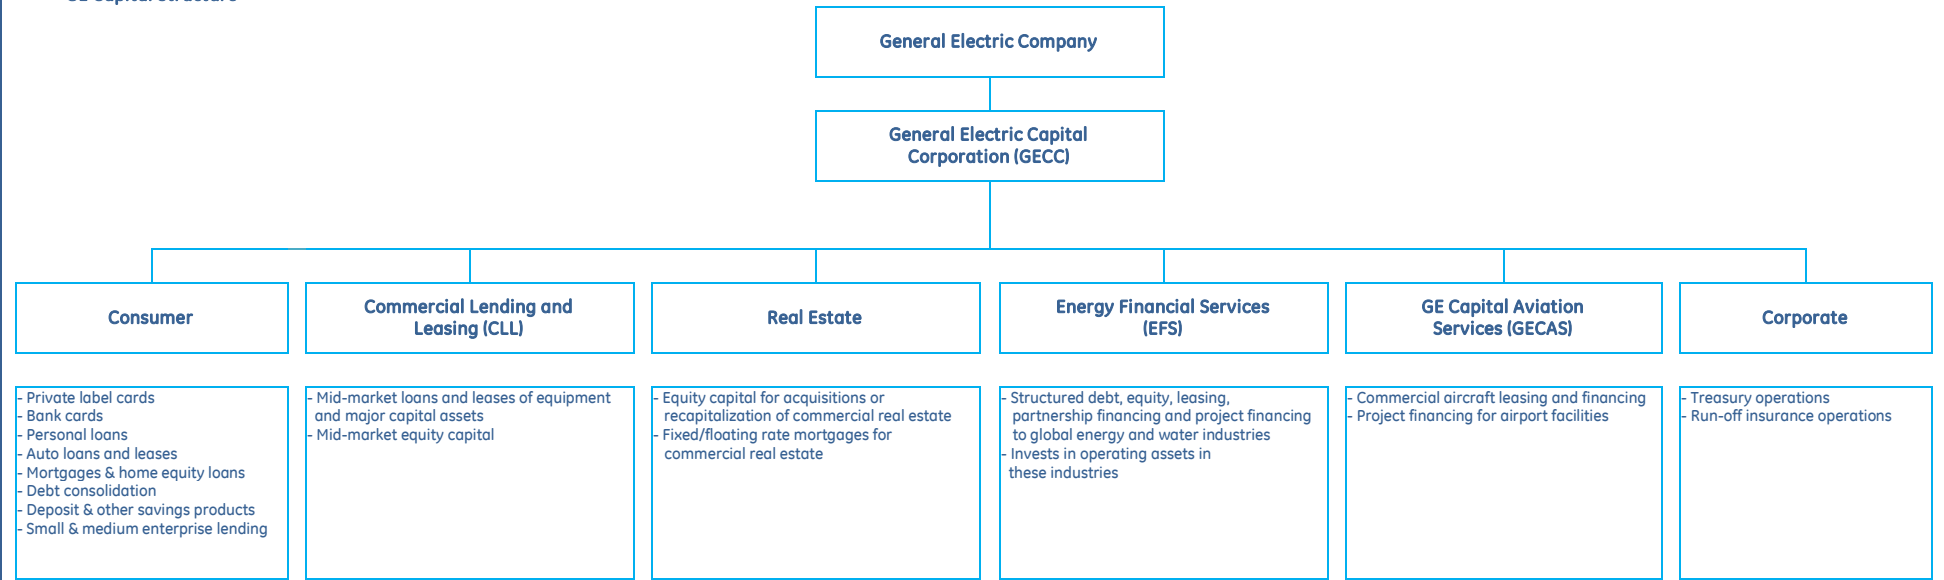 General Electric Company
General Electric Capital
Corporation (GECC)
Consumer
Commercial Lending and
Leasing (CLL)
Real Estate
Energy Financial Services
(EFS)
GE Capital Aviation
Services (GECAS)
Corporate
- Private label cards
- Bank cards
- Personal loans
- Auto loans and leases
- Mortgages & home equity loans
- Debt consolidation
- Deposit & other savings products
- Small & medium enterprise lending
- Mid-market loans and leases of equipment
and major capital assets
- Mid-market equity capital
- Equity capital for acquisitions or
recapitalization of commercial real estate
- Fixed/floating rate mortgages for
commercial real estate
- Structured debt, equity, leasing,
partnership financing and project financing
to global energy and water industries
- Invests in operating assets in
these industries
- Commercial aircraft leasing and financing
- Project financing for airport facilities
- Treasury operations
- Run-off insurance operations